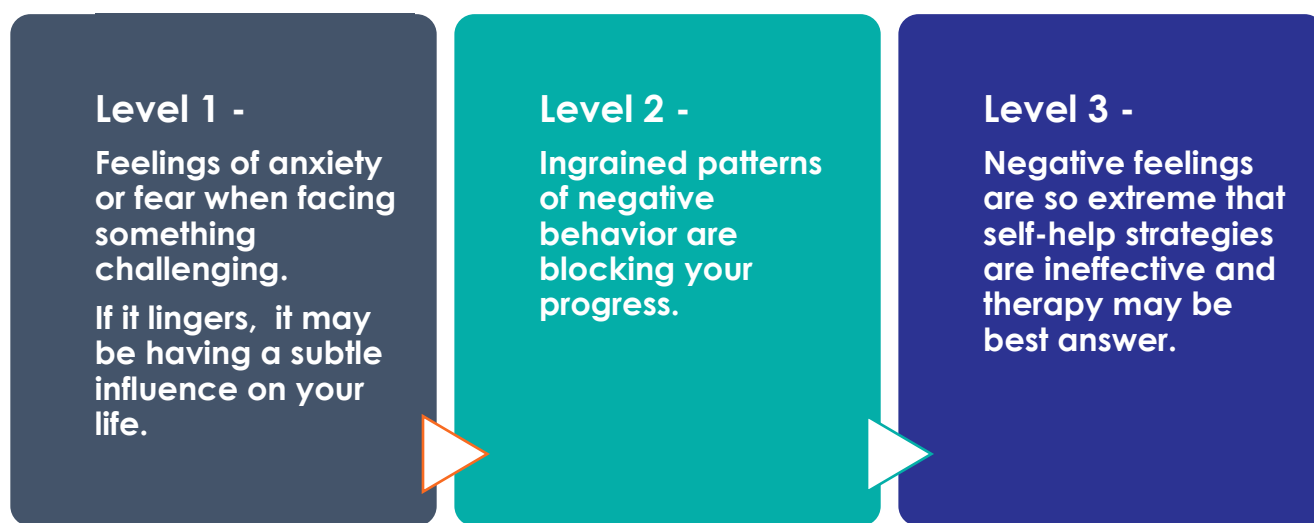 Level 1 -
Feelings of anxiety
or fear when facing
something
challenging.
If it lingers,  it may
be having a subtle
influence on your
life.
Level 2 -
Ingrained patterns
of negative
behavior are
blocking your
progress.
Level 3 -
Negative feelings
are so extreme that
self-help strategies
are ineffective and
therapy may be
best answer.